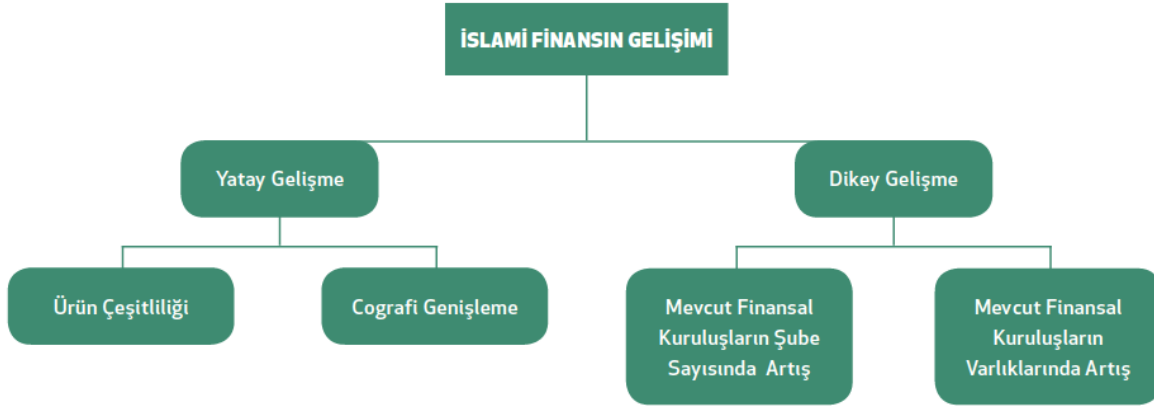 İSLAMİ FİNANSIN GELİŞİMİ
Yatay Gelişme
Dikey Gelişme
Ürün Çeşitliliği
Cografi Genişleme
Mevcut Finansal
Kuruluşların Şube
Sayısında Artış
Mevcut Finansal
Kuruluşların
Varlıklarında Artış